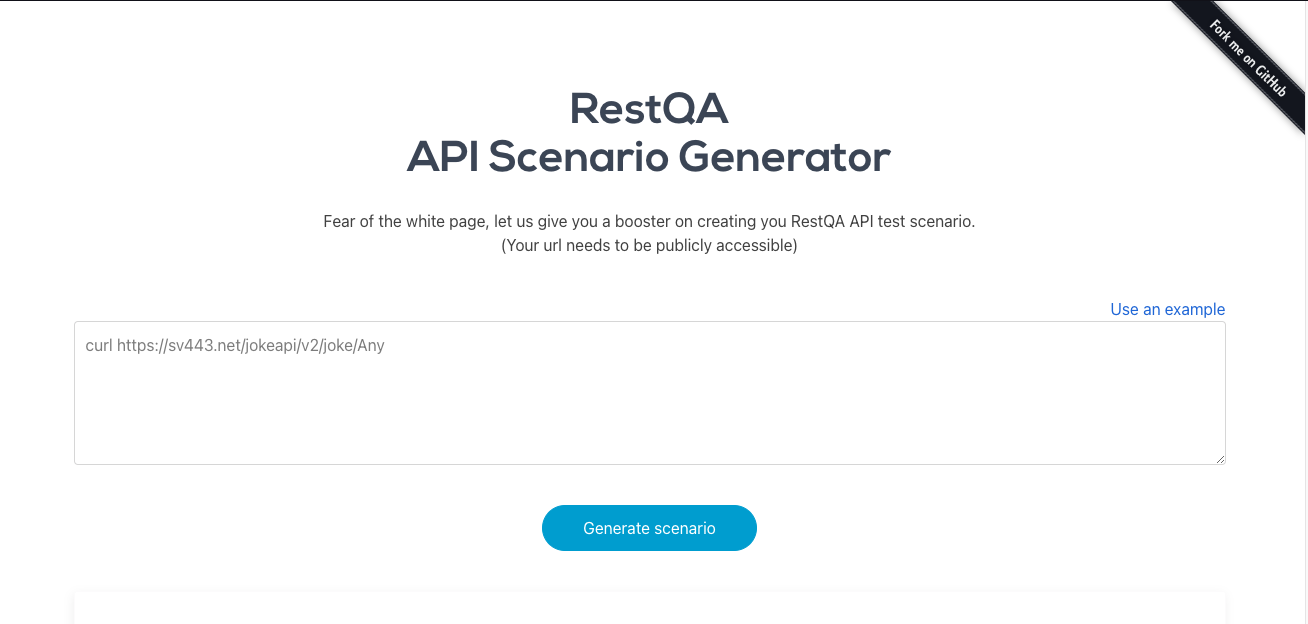 Fork me on GitHub
RestQA
API Scenario Generator
Fear of the white page, let us give you a booster on creating you RestQA API test scenario.
(Your url needs to be publicly accessible)
Use an example
curl https://sv443.net/jokeapi/v2/joke/Any
Generate scenario